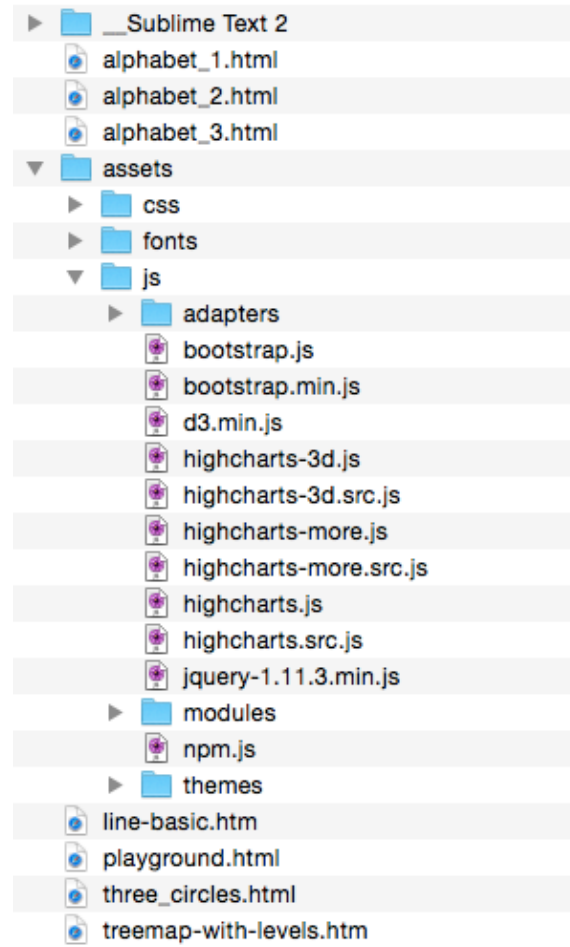 __Sublime Text 2
alphabet_1.html
alphabet_2.html
alphabet_3.html
assets
css
fonts
js
adapters
bootstrap.js
bootstrap.min.js
d3.min.js
highcharts-3d.js
highcharts-3d.src.js
highcharts-more.js
highcharts-more.src.js
highcharts.js
highcharts.src.js
jquery-1.11.3.min.js
modules
npm.js
themes
line-basic.htm
playground.html
three_circles.html
treemap-with-levels.htm